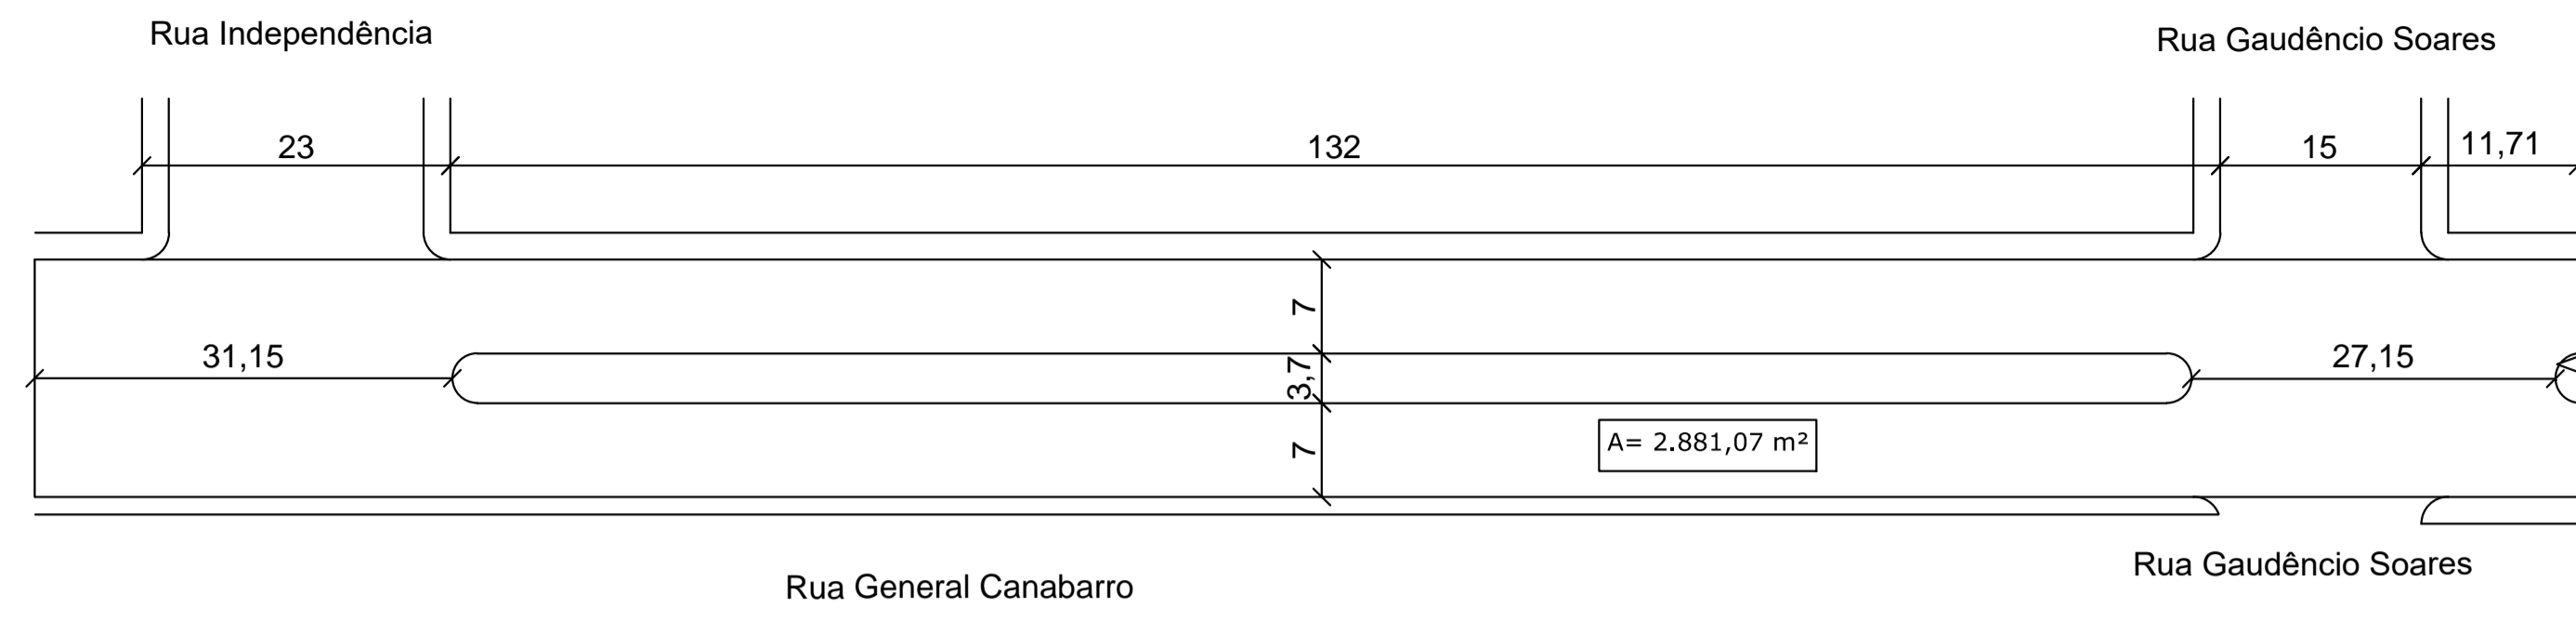 Rua Independência
Rua Gaudêncio Soares
23
132
15
11,71
7
31,15
3,7
27,15
7
A= 2.881,07 m²
Rua Gaudêncio Soares
Rua General Canabarro